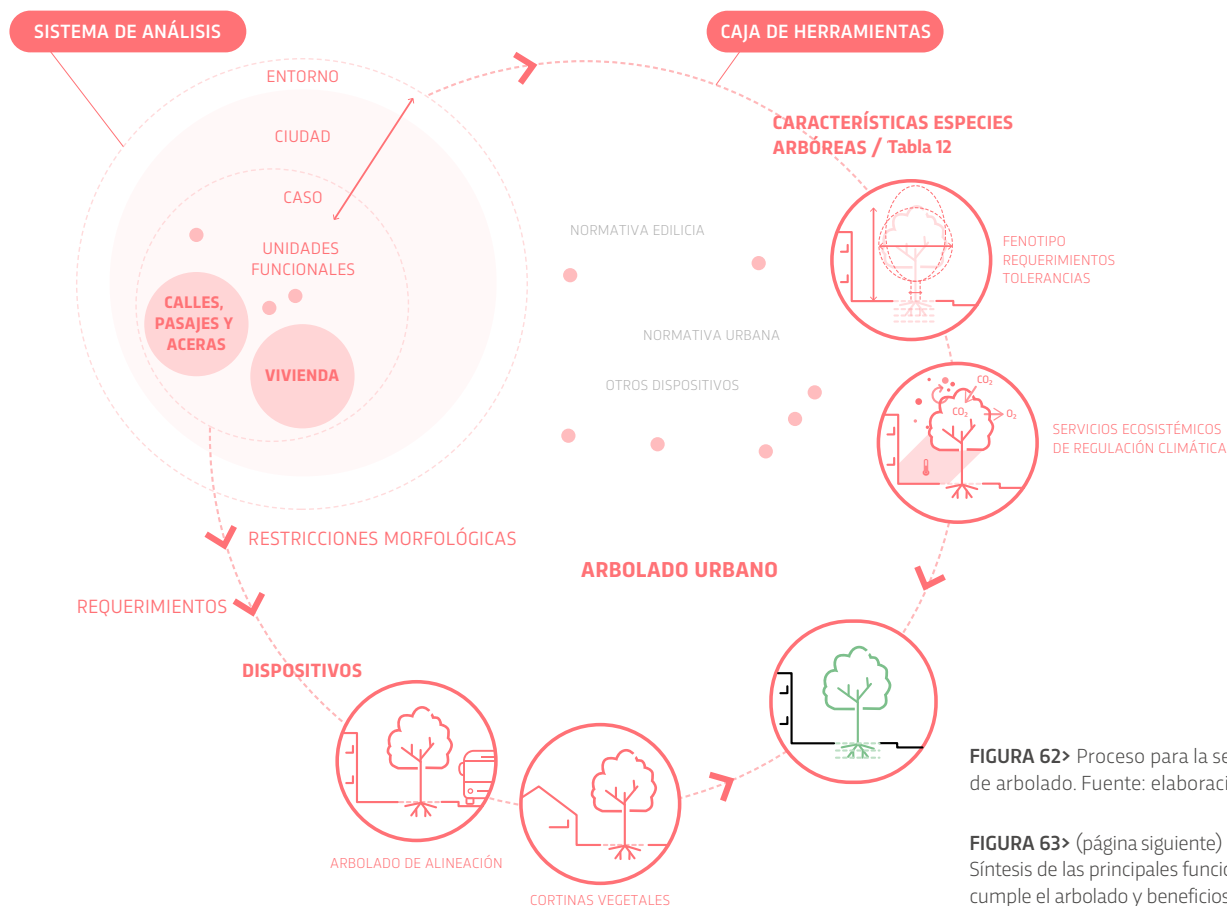 SISTEMA DE ANÁLISIS
CAJA DE HERRAMIENTAS
ENTORNO
CIUDAD
CASO
UNIDADES
FUNCIONALES
CALLES,
PASAJES Y
ACERAS
VIVIENDA
CARACTERÍSTICAS ESPECIES
ARBÓREAS / Tabla 12
NORMATIVA EDILICIA
NORMATIVA URBANA
OTROS DISPOSITIVOS
FENOTIPO
REQUERIMIENTOS
TOLERANCIAS
CO₂
CO₂
O₂
SERVICIOS ECOSISTÉMICOS
DE REGULACIÓN CLIMÁTICA
RESTRICCIONES MORFOLÓGICAS
REQUERIMIENTOS
ARBOLADO URBANO
DISPOSITIVOS
ARBOLADO DE ALINEACIÓN
CORTINAS VEGETALES
FIGURA 62> Proceso para la se
de arbolado. Fuente: elaboraci
FIGURA 63> (página siguiente)
Síntesis de las principales funcio
cumple el arbolado y beneficios